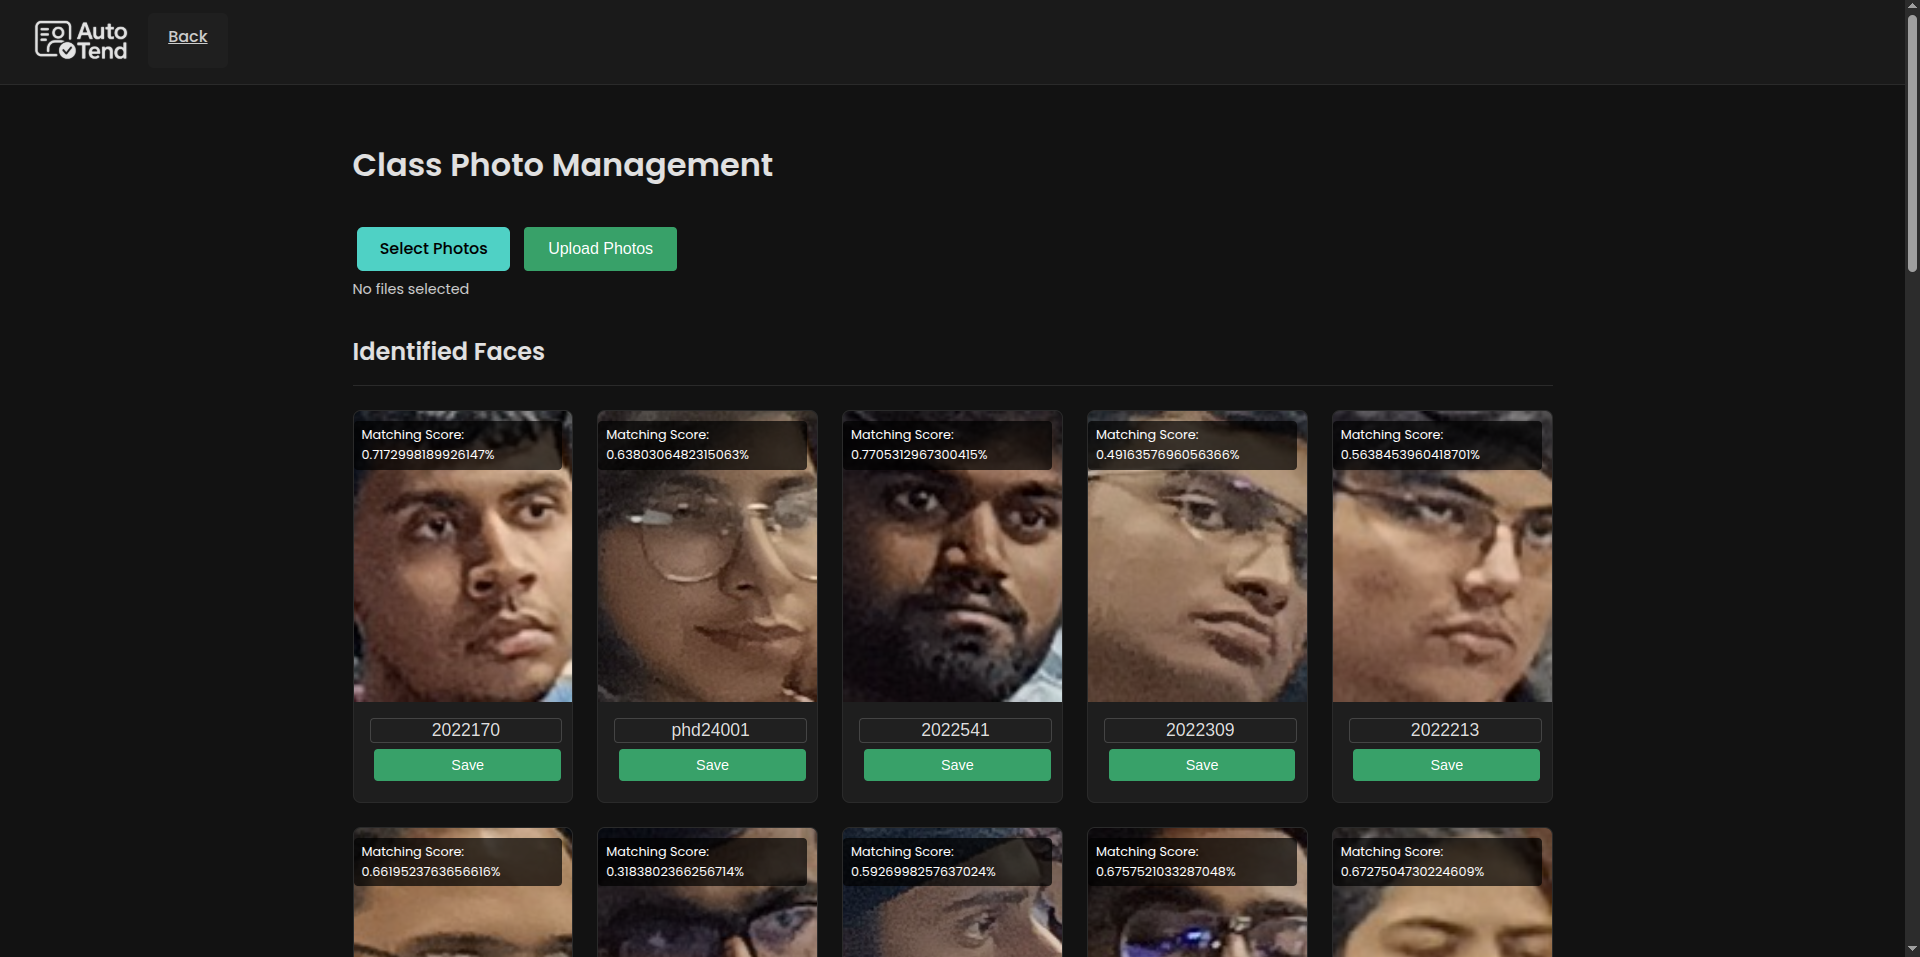 Auto
Tend
Back
Class Photo Management
Select Photos
Upload Photos
No files selected
Identified Faces
Matching Score:
0.7172998189926147%
Matching Score:
0.6380306482315063%
Matching Score:
0.7705312967300415%
Matching Score:
0.4916357696056366%
Matching Score:
0.5638453960418701%
2022170
phd24001
2022541
2022309
2022213
Save
Save
Save
Save
Save
Matching Score:
0.6619523763656616%
Matching Score:
0.3183802366256714%
Matching Score:
0.5926998257637024%
Matching Score:
0.6757521033287048%
Matching Score:
0.6727504730224609%